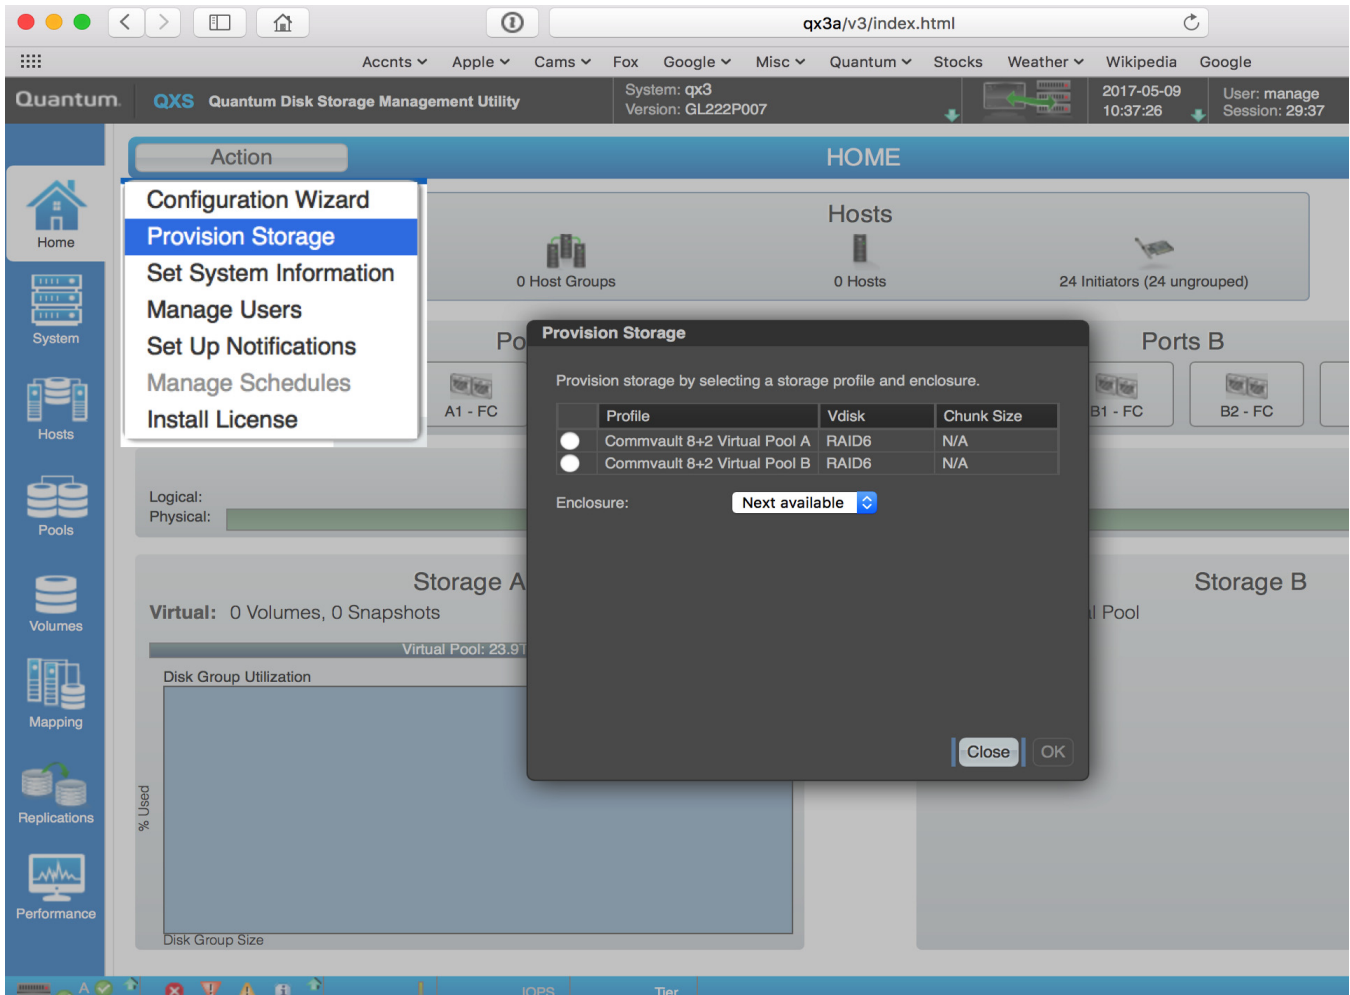 qx3a/v3/index.html
Accnts Apple Cams Fox Google Misc Quantum Stocks Weather Wikipedia Google
Quantum. QXS Quantum Disk Storage Management Utility
System: qx3
Version: GL222P007
2017-05-09
10:37:26
User: manage
Session: 29:37
Action
HOME
Configuration Wizard
Provision Storage
Set System Information
Manage Users
Set Up Notifications
Manage Schedules
Install License
Home
System
Hosts
Pools
Volumes
Mapping
Replications
Performance
Hosts
0 Host Groups
0 Hosts
24 Initiators (24 ungrouped)
Po
A1 - FC
Ports B
B1 - FC
B2 - FC
Provision Storage
Provision storage by selecting a storage profile and enclosure.
Profile Vdisk Chunk Size
Commvault 8+2 Virtual Pool A RAID6 N/A
Commvault 8+2 Virtual Pool B RAID6 N/A
Enclosure: Next available
Close OK
Logical:
Physical:
Storage A
Virtual: 0 Volumes, 0 Snapshots
Virtual Pool: 23.9T
Disk Group Utilization
% Used
Disk Group Size
Storage B
l Pool
A
IOPS
Tier